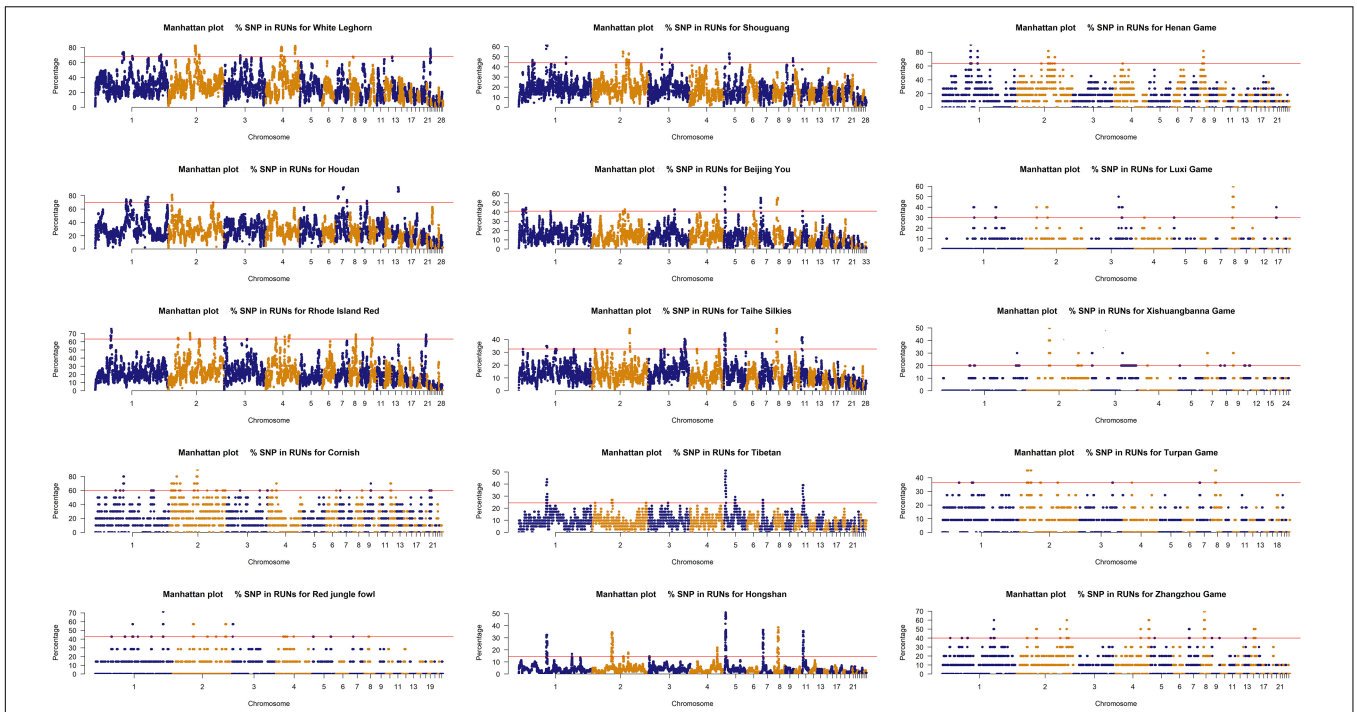 Manhattan plot % SNP in RUNs for White Leghorn
Percentage
80
60
40
20
0
1 2 3 4 5 6 7 8 9 11 13 17 21 28
Chromosome
Manhattan plot % SNP in RUNs for Shouguang
Percentage
60
50
40
30
20
10
0
1 2 3 4 5 6 7 8 9 11 13 17 21 28
Chromosome
Manhattan plot % SNP in RUNs for Henan Game
Percentage
80
60
40
20
0
1 2 3 4 5 6 7 8 9 11 13 17 21
Chromosome
Manhattan plot % SNP in RUNs for Houdan
Percentage
80
60
40
20
0
1 2 3 4 5 6 7 8 9 11 13 17 21 28
Chromosome
Manhattan plot % SNP in RUNs for Beijing You
Percentage
60
50
40
30
20
10
0
1 2 3 4 5 6 7 8 9 11 13 17 22 33
Chromosome
Manhattan plot % SNP in RUNs for Luxi Game
Percentage
60
50
40
30
20
10
0
1 2 3 4 5 6 7 8 9 12 17
Chromosome
Manhattan plot % SNP in RUNs for Rhode Island Red
Percentage
70
60
50
40
30
20
10
0
1 2 3 4 5 6 7 8 9 11 13 17 21 28
Chromosome
Manhattan plot % SNP in RUNs for Taihe Silkies
Percentage
40
30
20
10
0
1 2 3 4 5 6 7 8 9 11 13 17 21 28
Chromosome
Manhattan plot % SNP in RUNs for Xishuangbanna Game
Percentage
50
40
30
20
10
0
1 2 3 4 5 7 8 9 12 15 24
Chromosome
Manhattan plot % SNP in RUNs for Cornish
Percentage
80
60
40
20
0
1 2 3 4 5 6 7 8 9 11 13 17 21
Chromosome
Manhattan plot % SNP in RUNs for Tibetan
Percentage
50
40
30
20
10
0
1 2 3 4 5 6 7 8 9 11 13 17 21
Chromosome
Manhattan plot % SNP in RUNs for Turpan Game
Percentage
40
30
20
10
0
1 2 3 4 5 6 7 8 9 11 13 18
Chromosome
Manhattan plot % SNP in RUNs for Red jungle fowl
Percentage
70
60
50
40
30
20
10
0
1 2 3 4 5 6 7 8 9 11 13 19
Chromosome
Manhattan plot % SNP in RUNs for Hongshan
Percentage
50
40
30
20
10
0
1 2 3 4 5 6 7 8 9 11 13 17 22
Chromosome
Manhattan plot % SNP in RUNs for Zhangzhou Game
Percentage
70
60
50
40
30
20
10
0
1 2 3 4 5 6 7 8 9 11 14 17 21
Chromosome